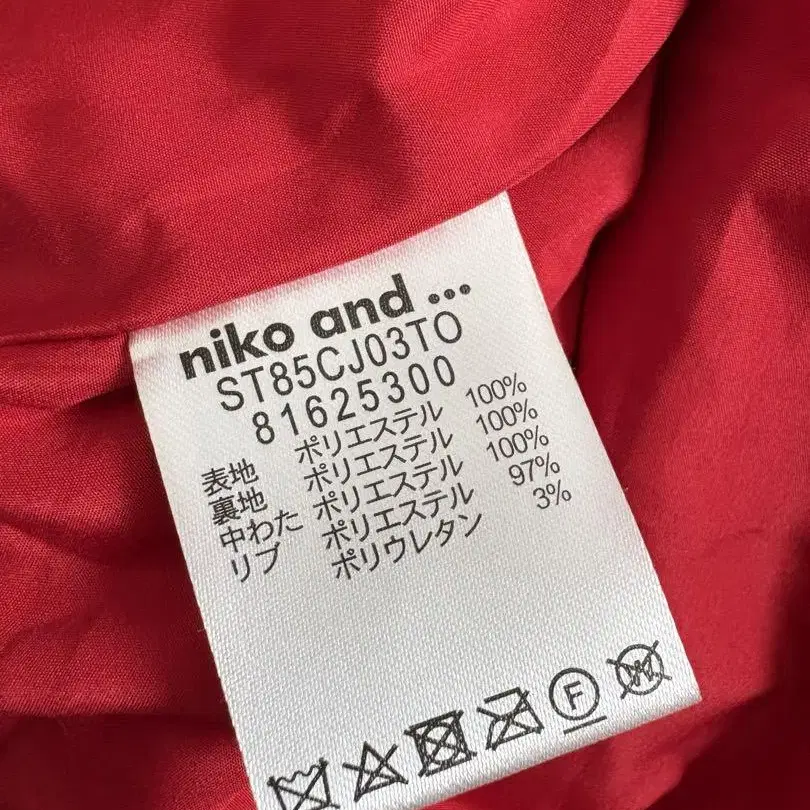 niko and ...
ST85CJ03TO
81625300
表地 ポリエステル 100%
裏地 ポリエステル 100%
中わた ポリエステル 100%
リブ ポリエステル 97%
ポリウレタン 3%
F
W